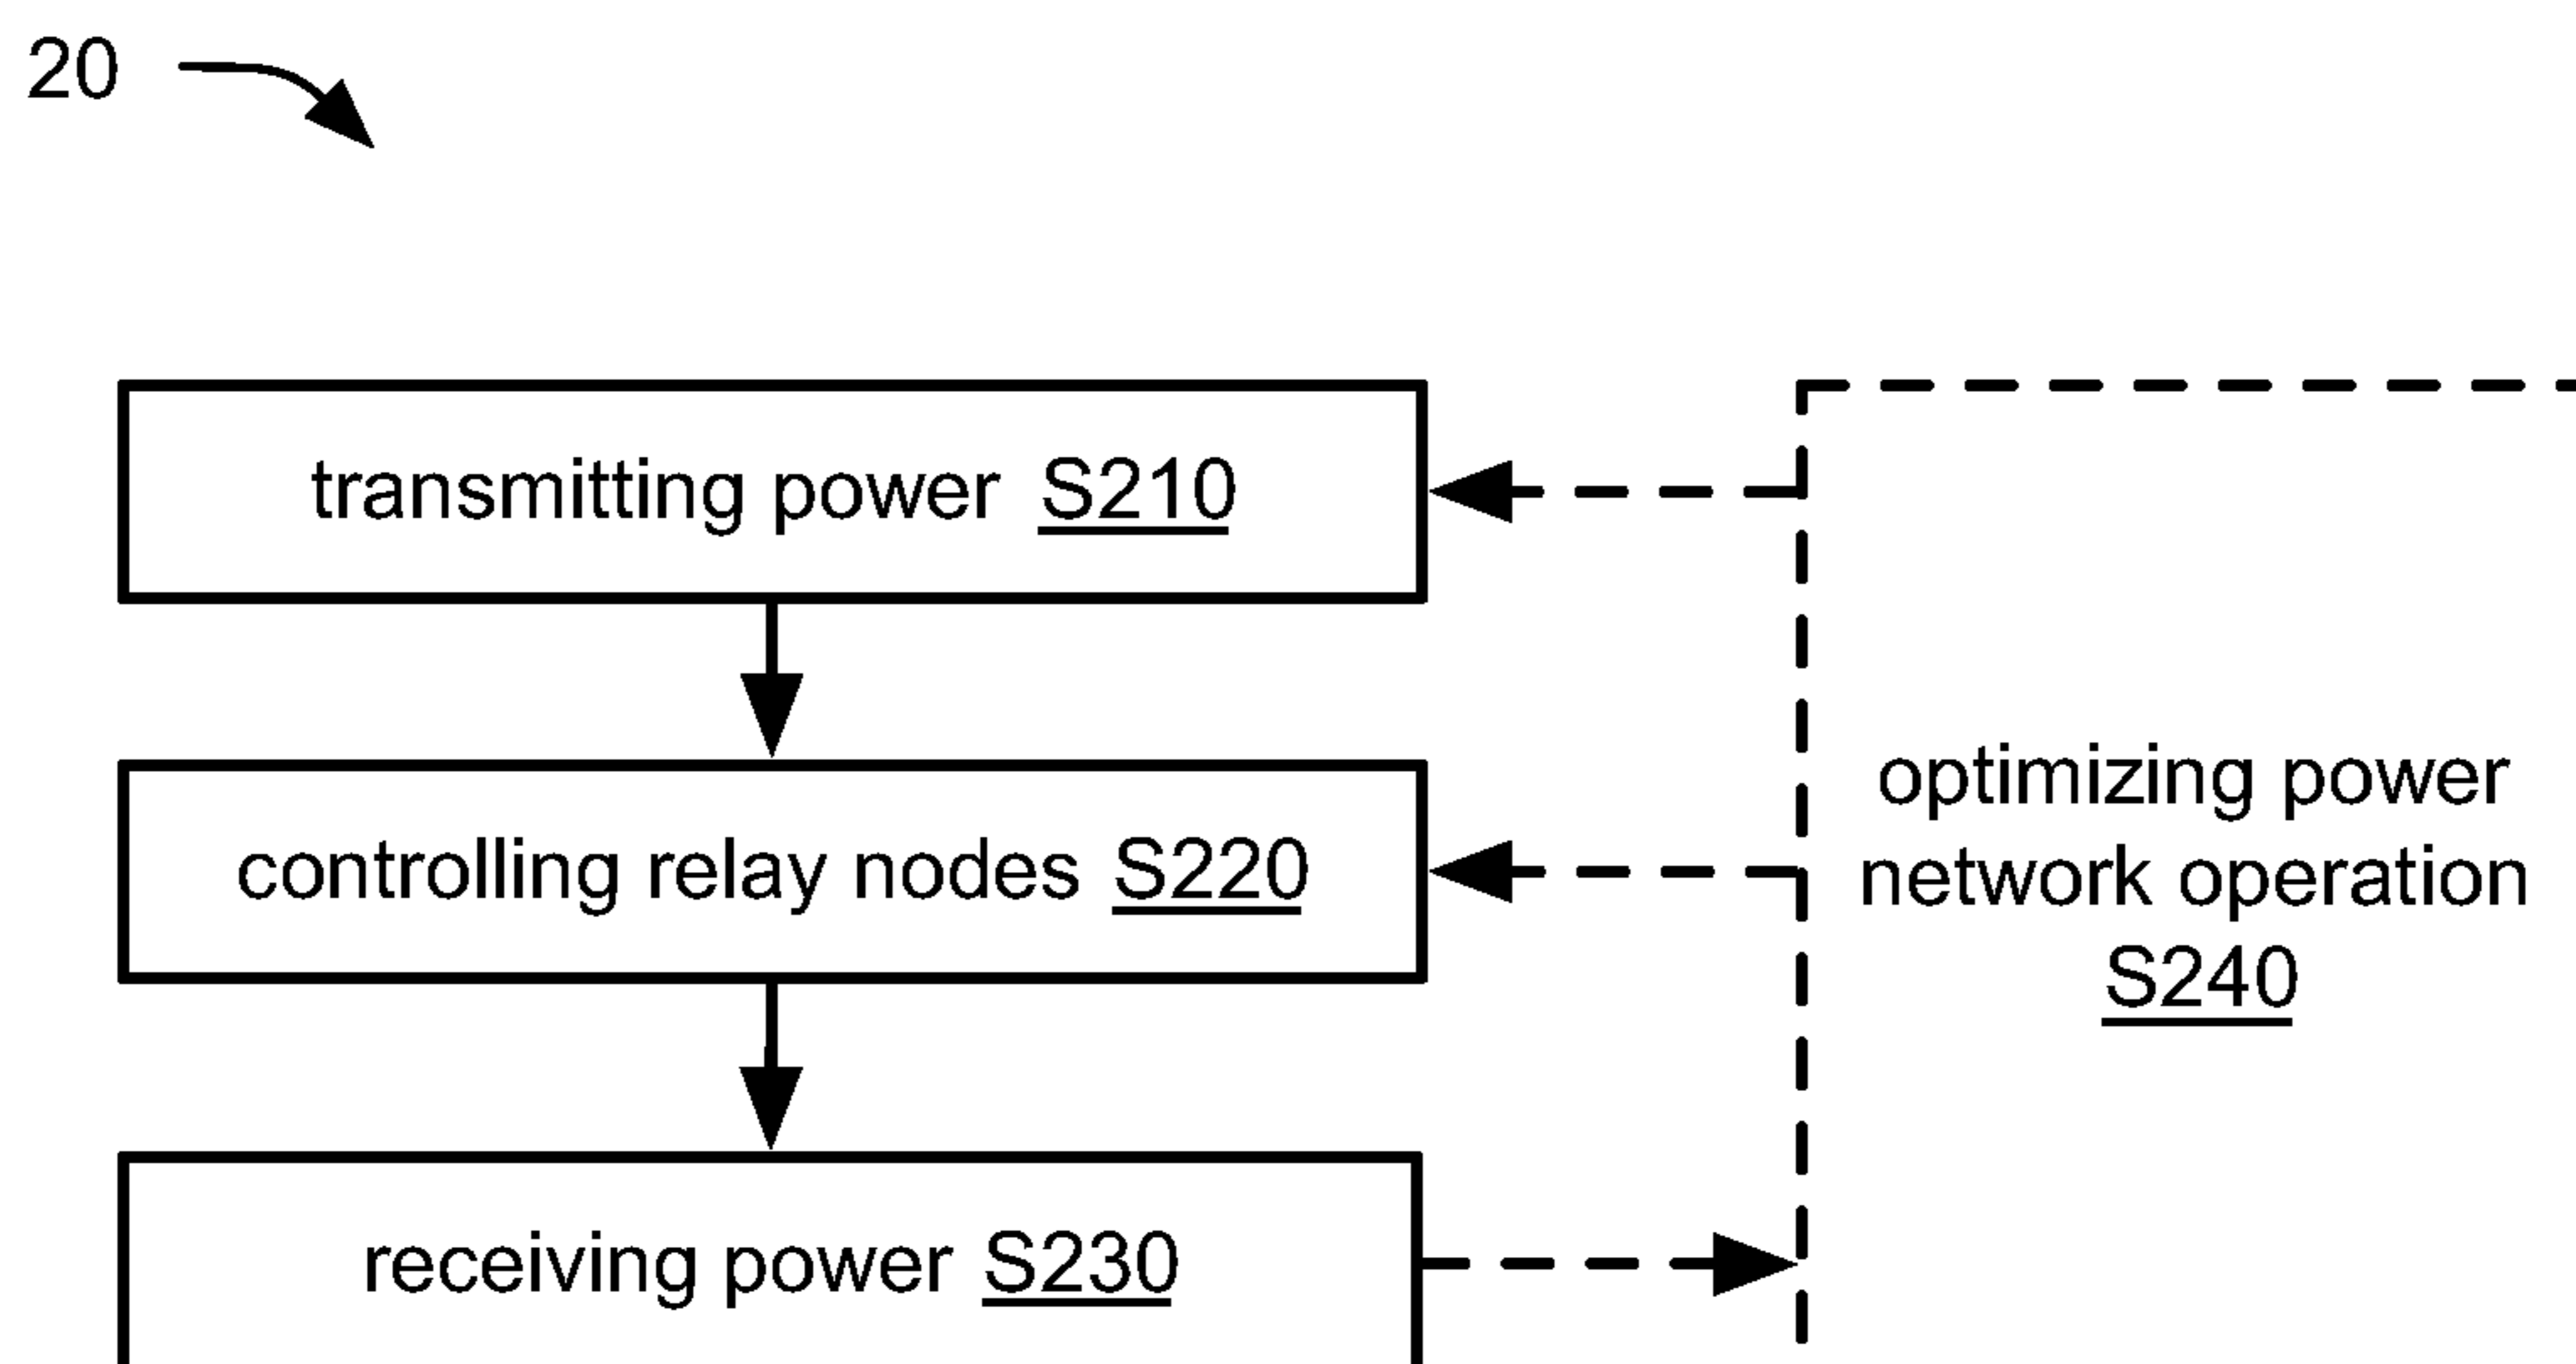 20
transmitting power S210
controlling relay nodes S220
optimizing power
network operation
S240
receiving power S230